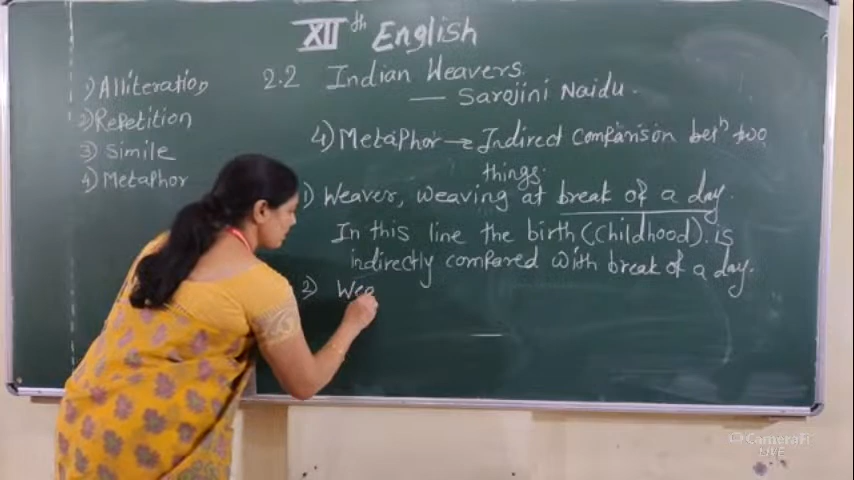 XII th English
1) Alliteration
2) Repetition
3) Simile
4) Metaphor
2.2 Indian Weavers.
— Sarojini Naidu.
4) Metaphor → Indirect comparison betn two
things.
1) Weaver, weaving at break of a day.
In this line the birth (childhood). is
indirectly compared with break of a day.
2) Wea
CameraFi
LIVE